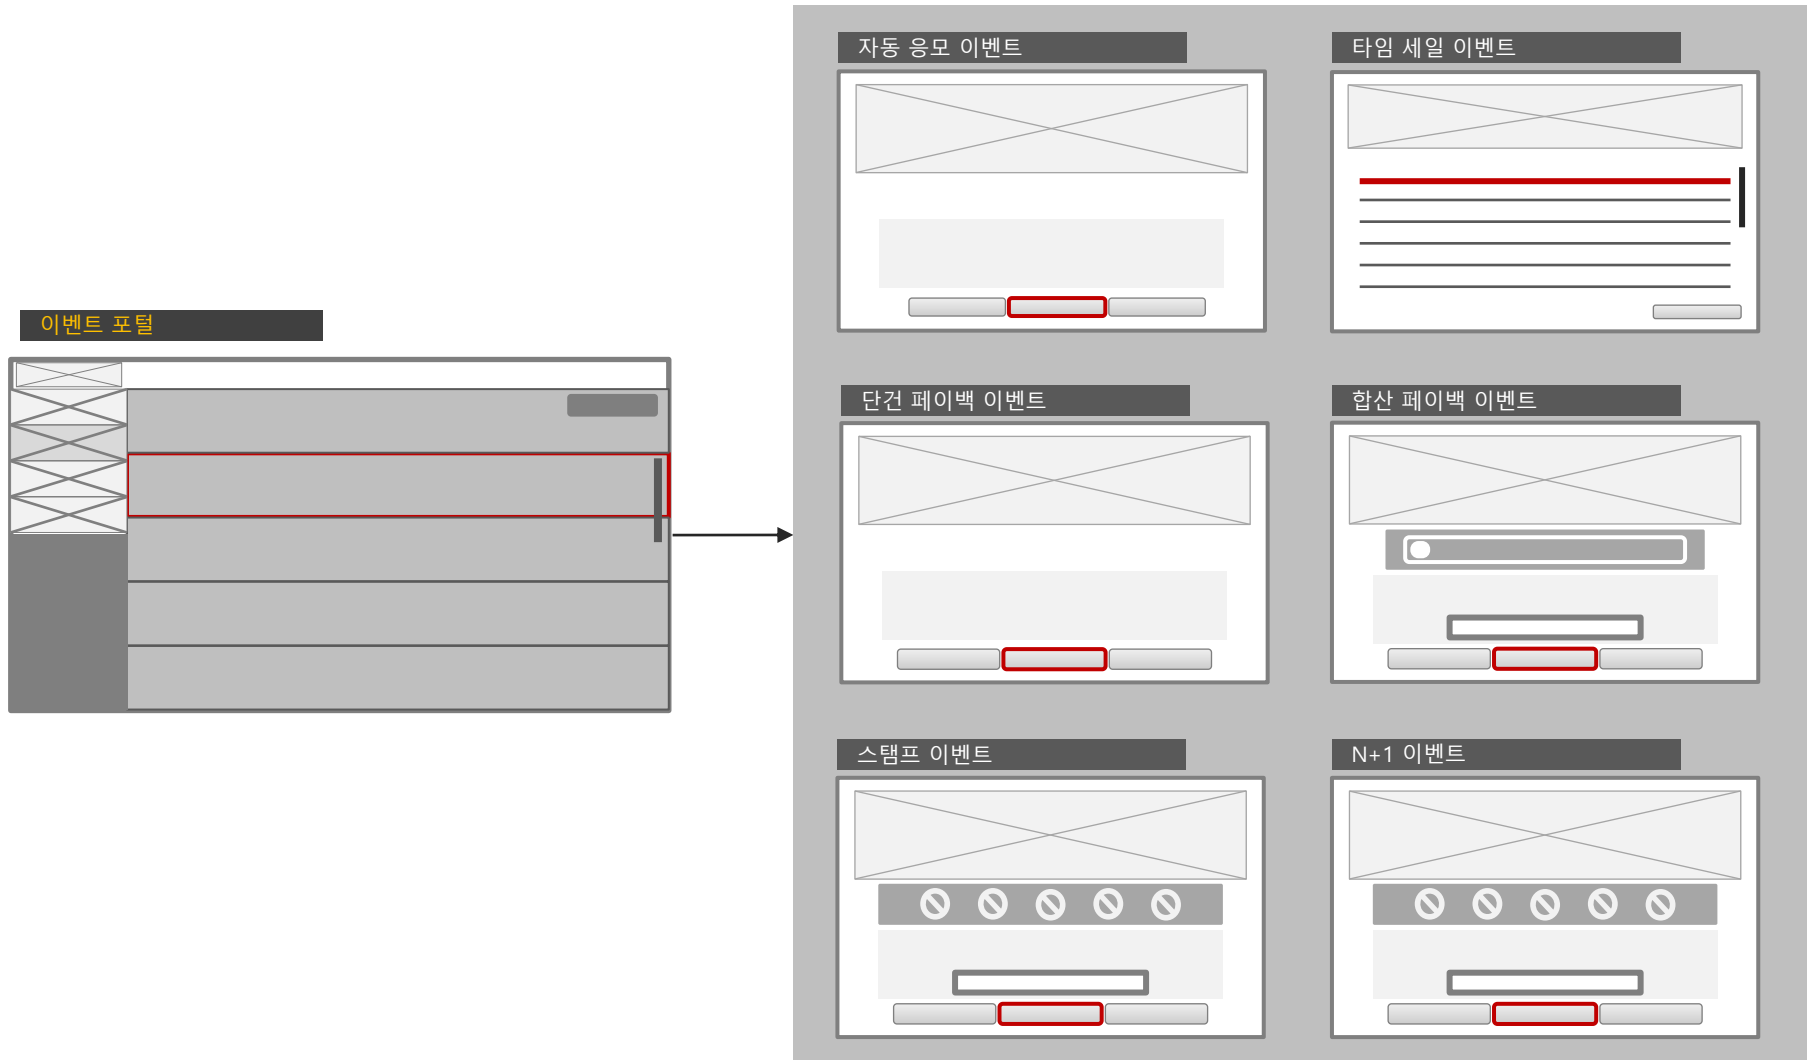 자동 응모 이벤트
타임 세일 이벤트
이벤트 포털
단건 페이백 이벤트
합산 페이백 이벤트
스탬프 이벤트
N+1 이벤트